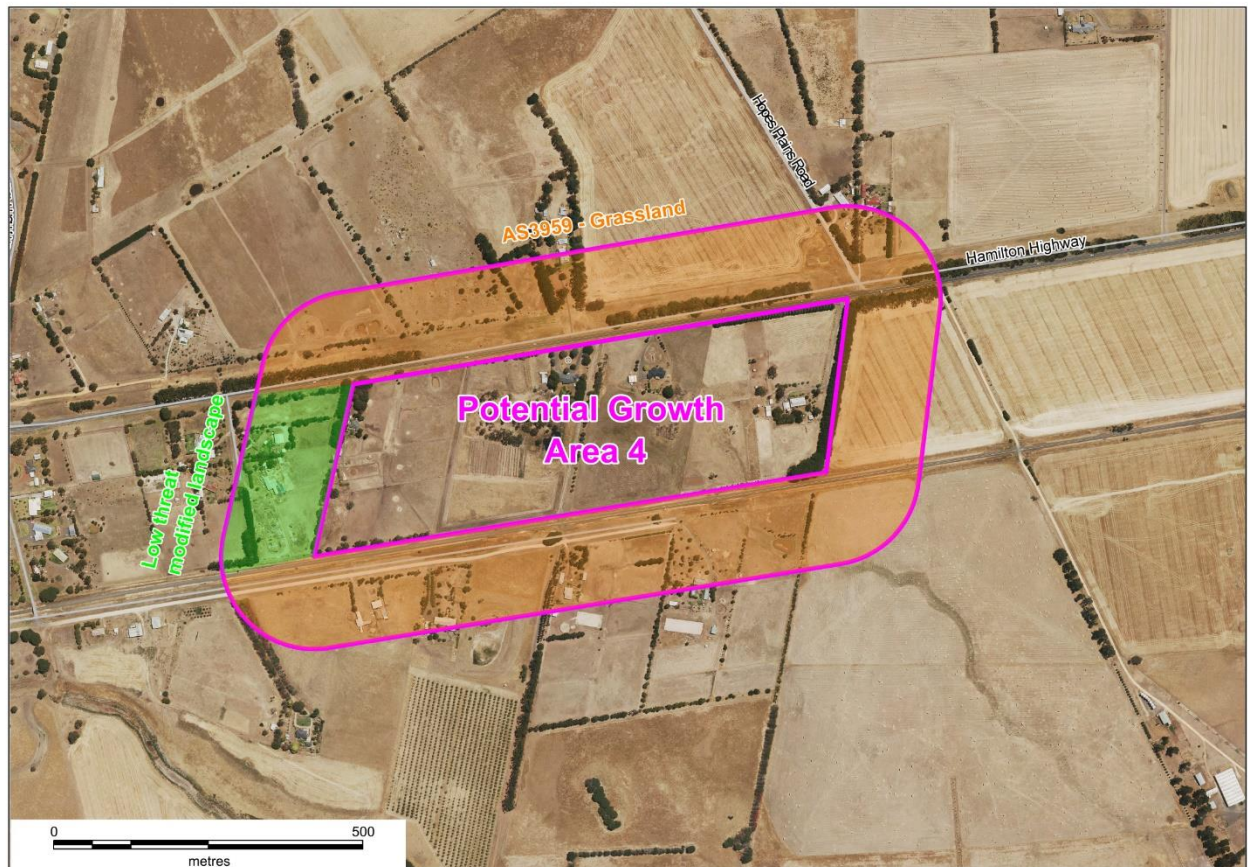 Hopes Plains Road
AS3959 - Grassland
Hamilton Highway
Potential Growth
Area 4
Low threat
modified landscape
0 500
metres